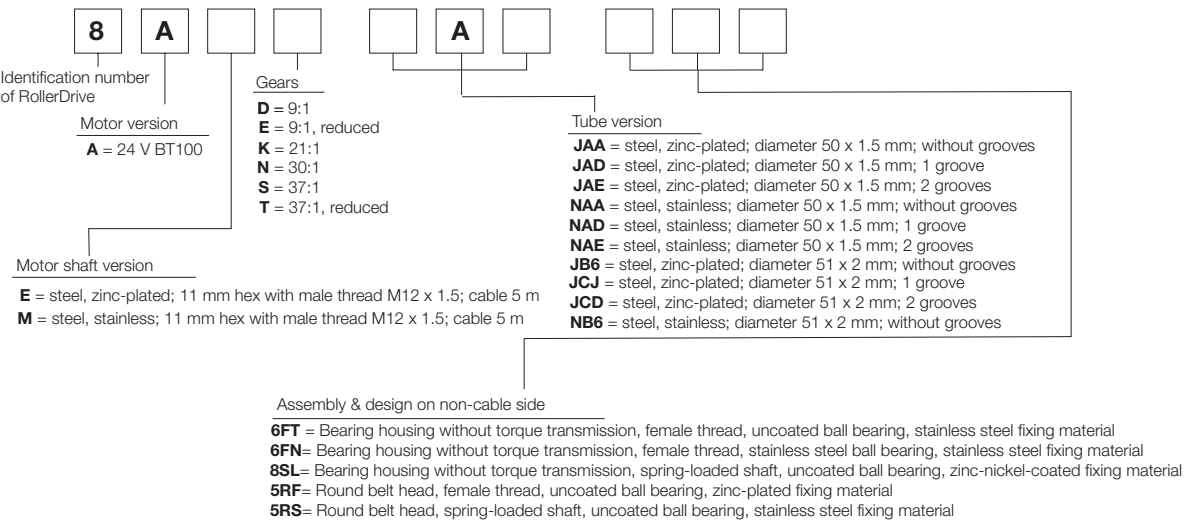 8 A A
Identification number
of RollerDrive
Motor version
A = 24 V BT100
Gears
D = 9:1
E = 9:1, reduced
K = 21:1
N = 30:1
S = 37:1
T = 37:1, reduced
Tube version
JAA = steel, zinc-plated; diameter 50 x 1.5 mm; without grooves
JAD = steel, zinc-plated; diameter 50 x 1.5 mm; 1 groove
JAE = steel, zinc-plated; diameter 50 x 1.5 mm; 2 grooves
NAA = steel, stainless; diameter 50 x 1.5 mm; without grooves
NAD = steel, stainless; diameter 50 x 1.5 mm; 1 groove
NAE = steel, stainless; diameter 50 x 1.5 mm; 2 grooves
JB6 = steel, zinc-plated; diameter 51 x 2 mm; without grooves
JCJ = steel, zinc-plated; diameter 51 x 2 mm; 1 groove
JCD = steel, zinc-plated; diameter 51 x 2 mm; 2 grooves
NB6 = steel, stainless; diameter 51 x 2 mm; without grooves
Motor shaft version
E = steel, zinc-plated; 11 mm hex with male thread M12 x 1.5; cable 5 m
M = steel, stainless; 11 mm hex with male thread M12 x 1.5; cable 5 m
Assembly & design on non-cable side
6FT = Bearing housing without torque transmission, female thread, uncoated ball bearing, stainless steel fixing material
6FN= Bearing housing without torque transmission, female thread, stainless steel ball bearing, stainless steel fixing material
8SL= Bearing housing without torque transmission, spring-loaded shaft, uncoated ball bearing, zinc-nickel-coated fixing material
5RF= Round belt head, female thread, uncoated ball bearing, zinc-plated fixing material
5RS= Round belt head, spring-loaded shaft, uncoated ball bearing, stainless steel fixing material